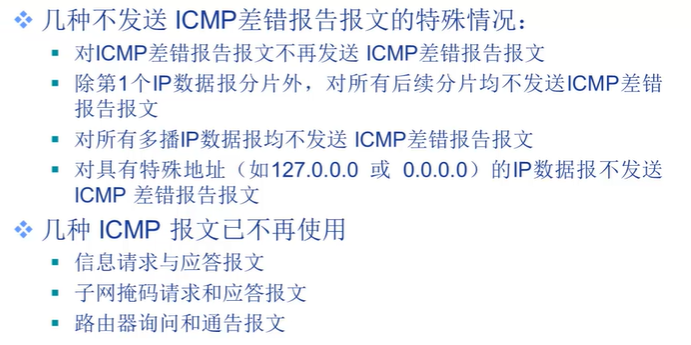 几种不发送 ICMP差错报告报文的特殊情况：
对ICMP差错报告报文不再发送 ICMP差错报告报文
除第1个IP数据报分片外，对所有后续分片均不发送ICMP差错
报告报文
对所有多播IP数据报均不发送 ICMP差错报告报文
对具有特殊地址（如127.0.0.0 或 0.0.0.0）的IP数据报不发送
ICMP 差错报告报文
几种 ICMP 报文已不再使用
信息请求与应答报文
子网掩码请求和应答报文
路由器询问和通告报文